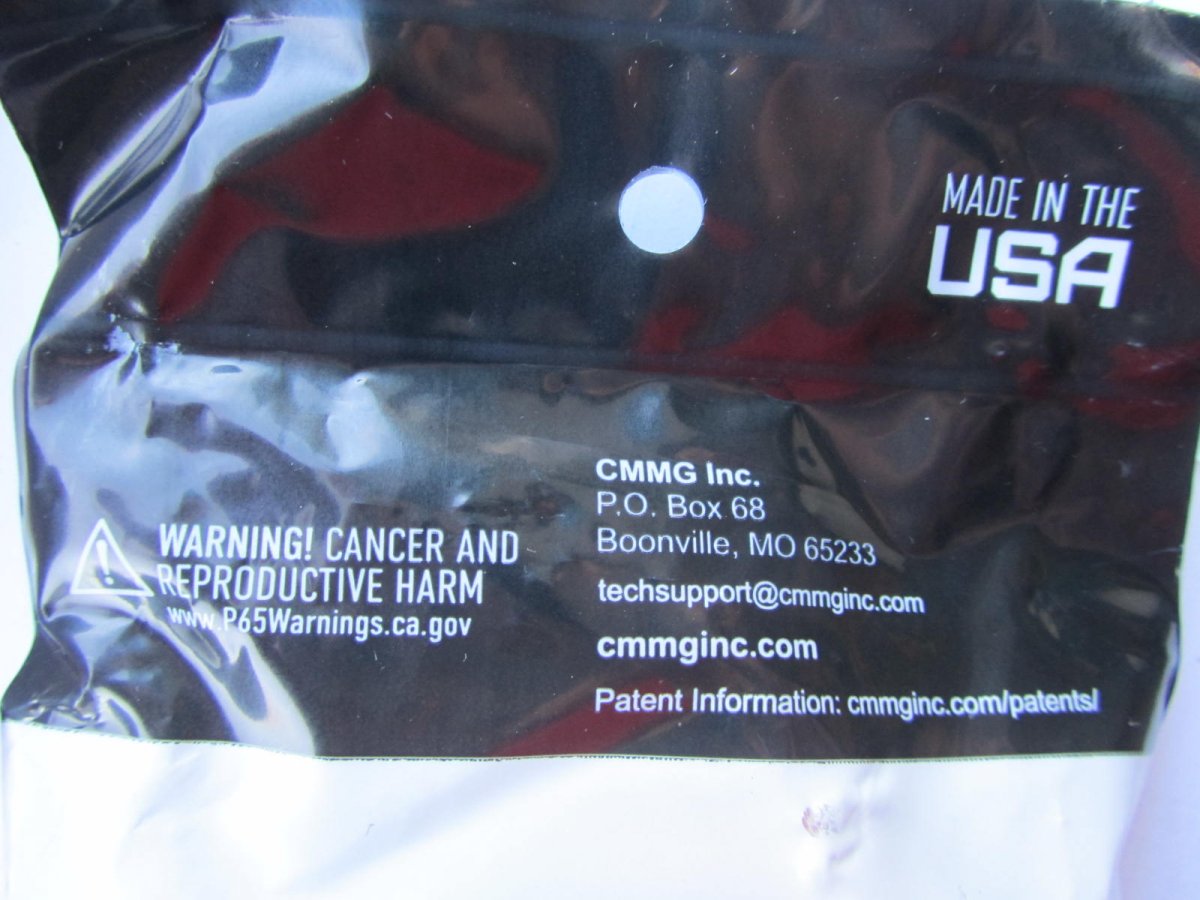 MADE IN THE
USA
CMMG Inc.
P.O. Box 68
Boonville, MO 65233
techsupport@cmmginc.com
cmmginc.com
Patent Information: cmmginc.com/patents/
WARNING! CANCER AND
REPRODUCTIVE HARM
www.P65Warnings.ca.gov